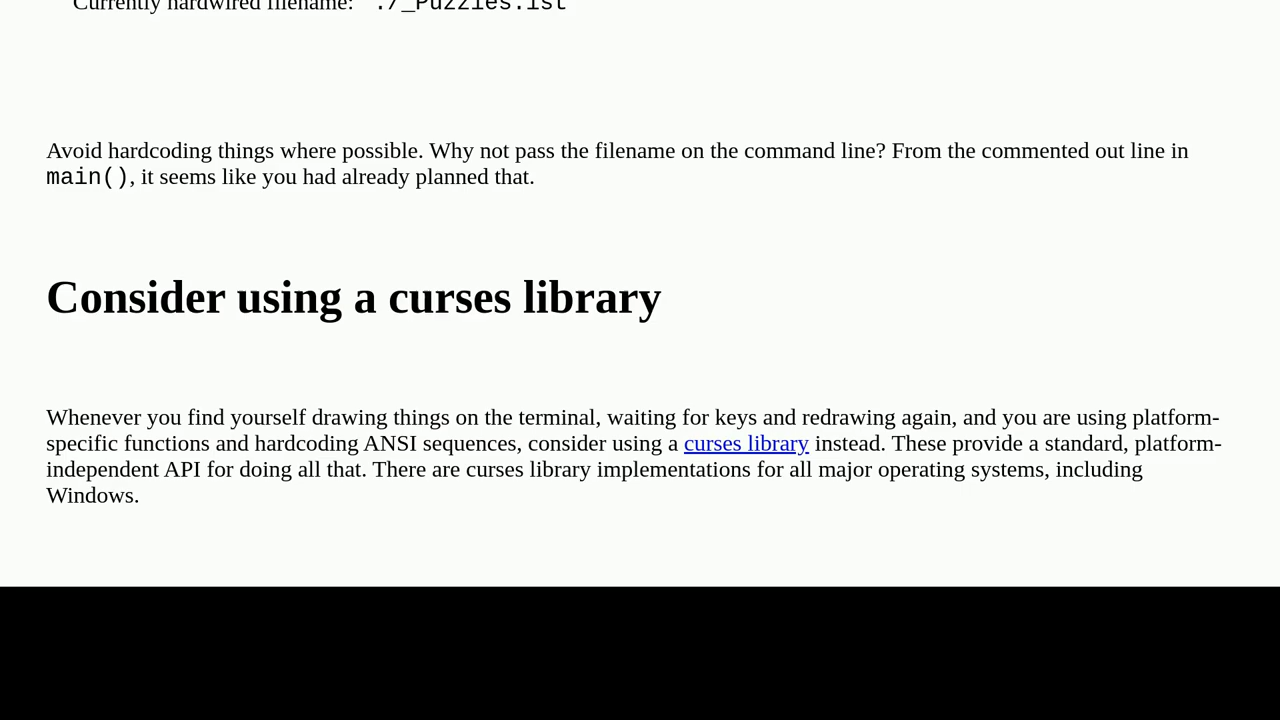 Currently hardwired filename: "./_Puzzles.lst"
Avoid hardcoding things where possible. Why not pass the filename on the command line? From the commented out line in
main(), it seems like you had already planned that.
Consider using a curses library
Whenever you find yourself drawing things on the terminal, waiting for keys and redrawing again, and you are using platform-
specific functions and hardcoding ANSI sequences, consider using a curses library instead. These provide a standard, platform-
independent API for doing all that. There are curses library implementations for all major operating systems, including
Windows.